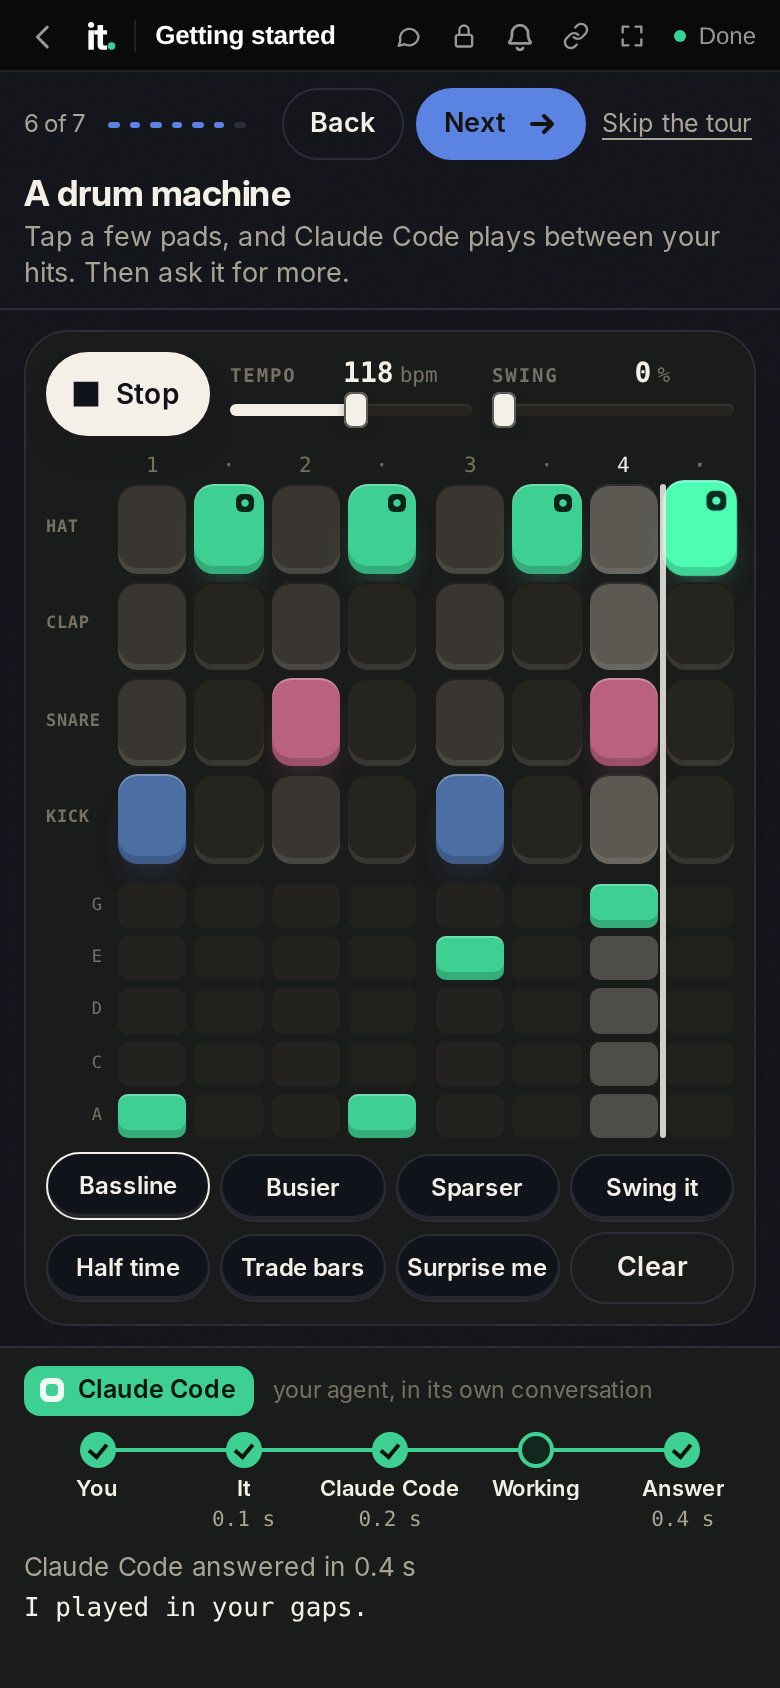 it. Getting started Done
6 of 7 Back Next Skip the tour
A drum machine
Tap a few pads, and Claude Code plays between your
hits. Then ask it for more.
Stop TEMPO 118 bpm SWING 0 %
1 · 2 · 3 · 4 ·
HAT
CLAP
SNARE
KICK
G
E
D
C
A
Bassline Busier Sparser Swing it
Half time Trade bars Surprise me Clear
Claude Code your agent, in its own conversation
You It Claude Code Working Answer
0.1 s 0.2 s 0.4 s
Claude Code answered in 0.4 s
I played in your gaps.